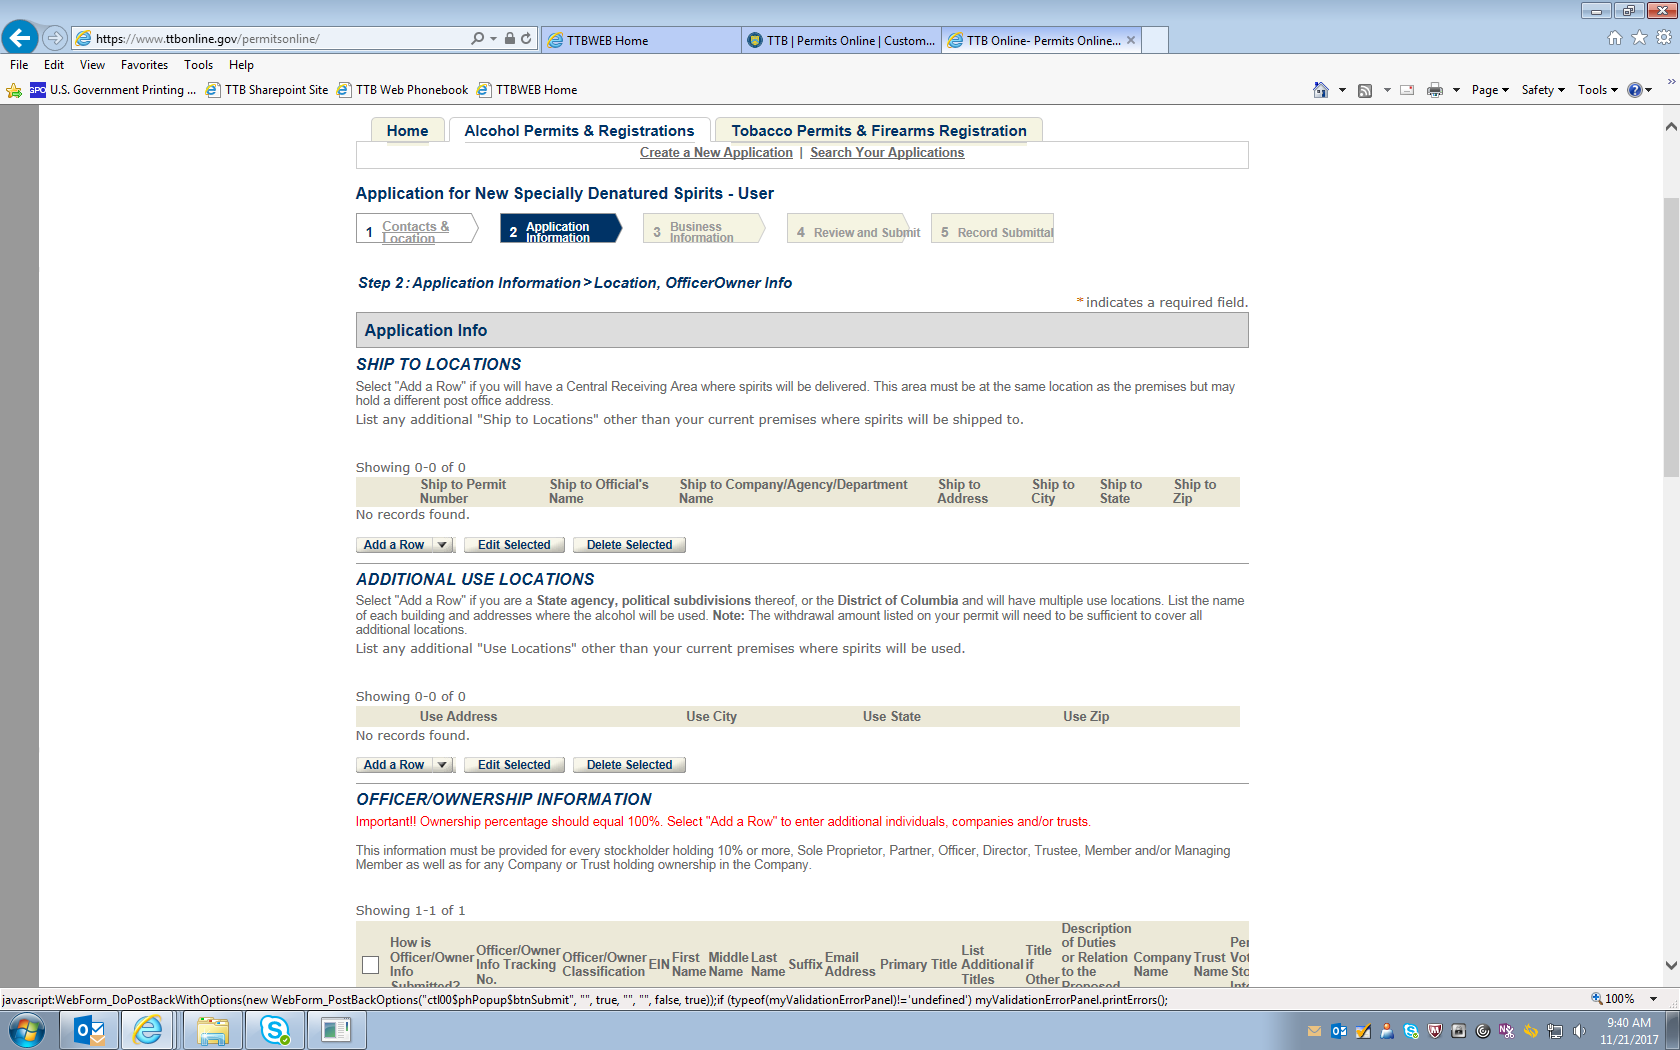 https://www.ttbonline.gov/permitsonline/
TTBWEB Home
TTB | Permits Online | Custom...
TTB Online- Permits Online...
File Edit View Favorites Tools Help
GPO U.S. Government Printing ... TTB Sharepoint Site TTB Web Phonebook TTBWEB Home
Page Safety Tools
Home Alcohol Permits & Registrations Tobacco Permits & Firearms Registration
Create a New Application | Search Your Applications
Application for New Specially Denatured Spirits - User
1 Contacts & Location
2 Application Information
3 Business Information
4 Review and Submit
5 Record Submittal
Step 2: Application Information > Location, OfficerOwner Info
* indicates a required field.
Application Info
SHIP TO LOCATIONS
Select "Add a Row" if you will have a Central Receiving Area where spirits will be delivered. This area must be at the same location as the premises but may
hold a different post office address.
List any additional "Ship to Locations" other than your current premises where spirits will be shipped to.
Showing 0-0 of 0
Ship to Permit Number Ship to Official's Name Ship to Company/Agency/Department Name Ship to Address Ship to City Ship to State Ship to Zip
No records found.
Add a Row Edit Selected Delete Selected
ADDITIONAL USE LOCATIONS
Select "Add a Row" if you are a State agency, political subdivisions thereof, or the District of Columbia and will have multiple use locations. List the name
of each building and addresses where the alcohol will be used. Note: The withdrawal amount listed on your permit will need to be sufficient to cover all
additional locations.
List any additional "Use Locations" other than your current premises where spirits will be used.
Showing 0-0 of 0
Use Address Use City Use State Use Zip
No records found.
Add a Row Edit Selected Delete Selected
OFFICER/OWNERSHIP INFORMATION
Important!! Ownership percentage should equal 100%. Select "Add a Row" to enter additional individuals, companies and/or trusts.
This information must be provided for every stockholder holding 10% or more, Sole Proprietor, Partner, Officer, Director, Trustee, Member and/or Managing
Member as well as for any Company or Trust holding ownership in the Company.
Showing 1-1 of 1
How is Officer/Owner Info Submitted? Officer/Owner Info Tracking No. Officer/Owner Classification EIN First Name Middle Name Last Name Suffix Email Address Primary Title List Additional Titles Title if Other Description of Duties or Relation to the Proposed Company Name Trust Name
javascript:WebForm_DoPostBackWithOptions(new WebForm_PostBackOptions("ctl00$phPopup$btnSubmit", "", true, "", "", false, true));if (typeof(myValidationErrorPanel)!='undefined') myValidationErrorPanel.printErrors();
100%
9:40 AM
11/21/2017